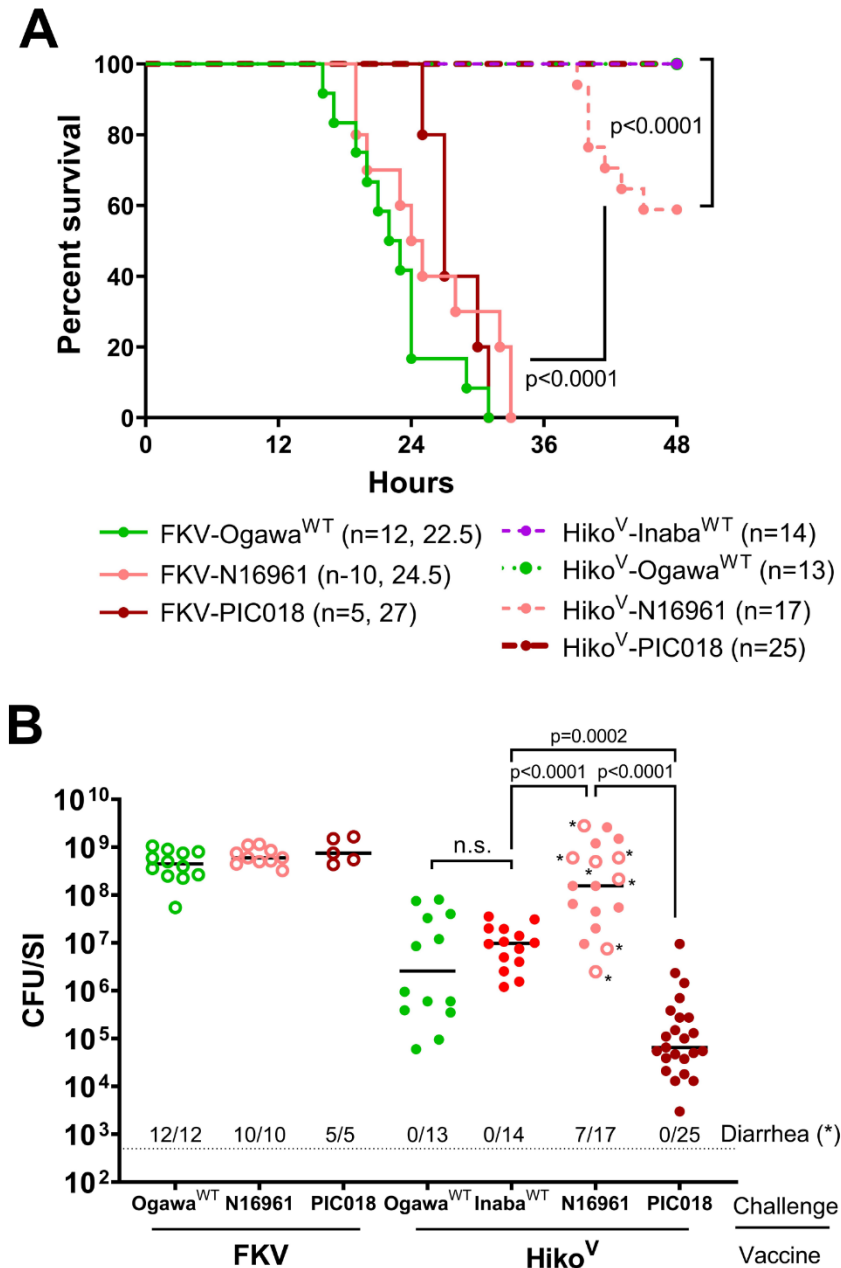 A
Percent survival
100
80
60
40
20
0
0 12 24 36 48
Hours
p<0.0001
p<0.0001
FKV-Ogawa^WT (n=12, 22.5)
FKV-N16961 (n-10, 24.5)
FKV-PIC018 (n=5, 27)
Hiko^V-Inaba^WT (n=14)
Hiko^V-Ogawa^WT (n=13)
Hiko^V-N16961 (n=17)
Hiko^V-PIC018 (n=25)
B
CFU/SI
10^10
10^9
10^8
10^7
10^6
10^5
10^4
10^3
10^2
p=0.0002
p<0.0001 p<0.0001
n.s.
* * * * * * *
12/12 10/10 5/5 0/13 0/14 7/17 0/25 Diarrhea (*)
Ogawa^WT N16961 PIC018 Ogawa^WT Inaba^WT N16961 PIC018 Challenge
FKV Hiko^V Vaccine